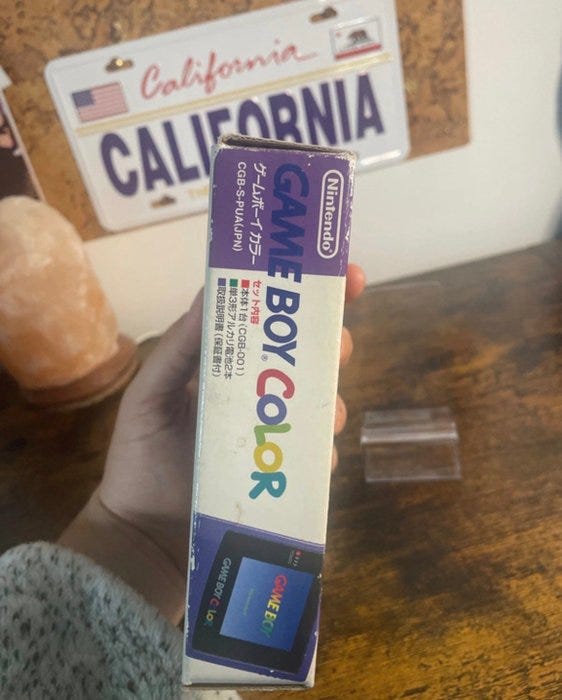 California
CALIFORNIA
Nintendo®
GAME BOY® COLOR
ゲームボーイ カラー
CGB-S-PUA(JPN)
セット内容
■本体1台(CGB-001)
■単3形アルカリ電池2本
■取扱説明書(保証書付)
GAME BOY
GAME BOY COLOR